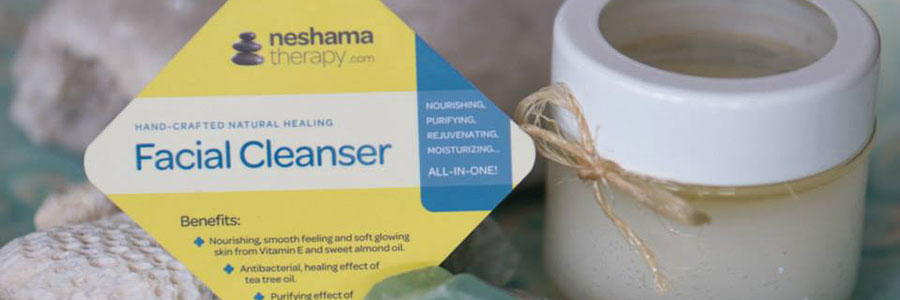 neshama
therapy.com
HAND-CRAFTED NATURAL HEALING
Facial Cleanser
NOURISHING,
PURIFYING,
REJUVENATING,
MOISTURIZING...
ALL-IN-ONE!
Benefits:
Nourishing, smooth feeling and soft glowing
skin from Vitamin E and sweet almond oil.
Antibacterial, healing effect of
tea tree oil.
Purifying effect of